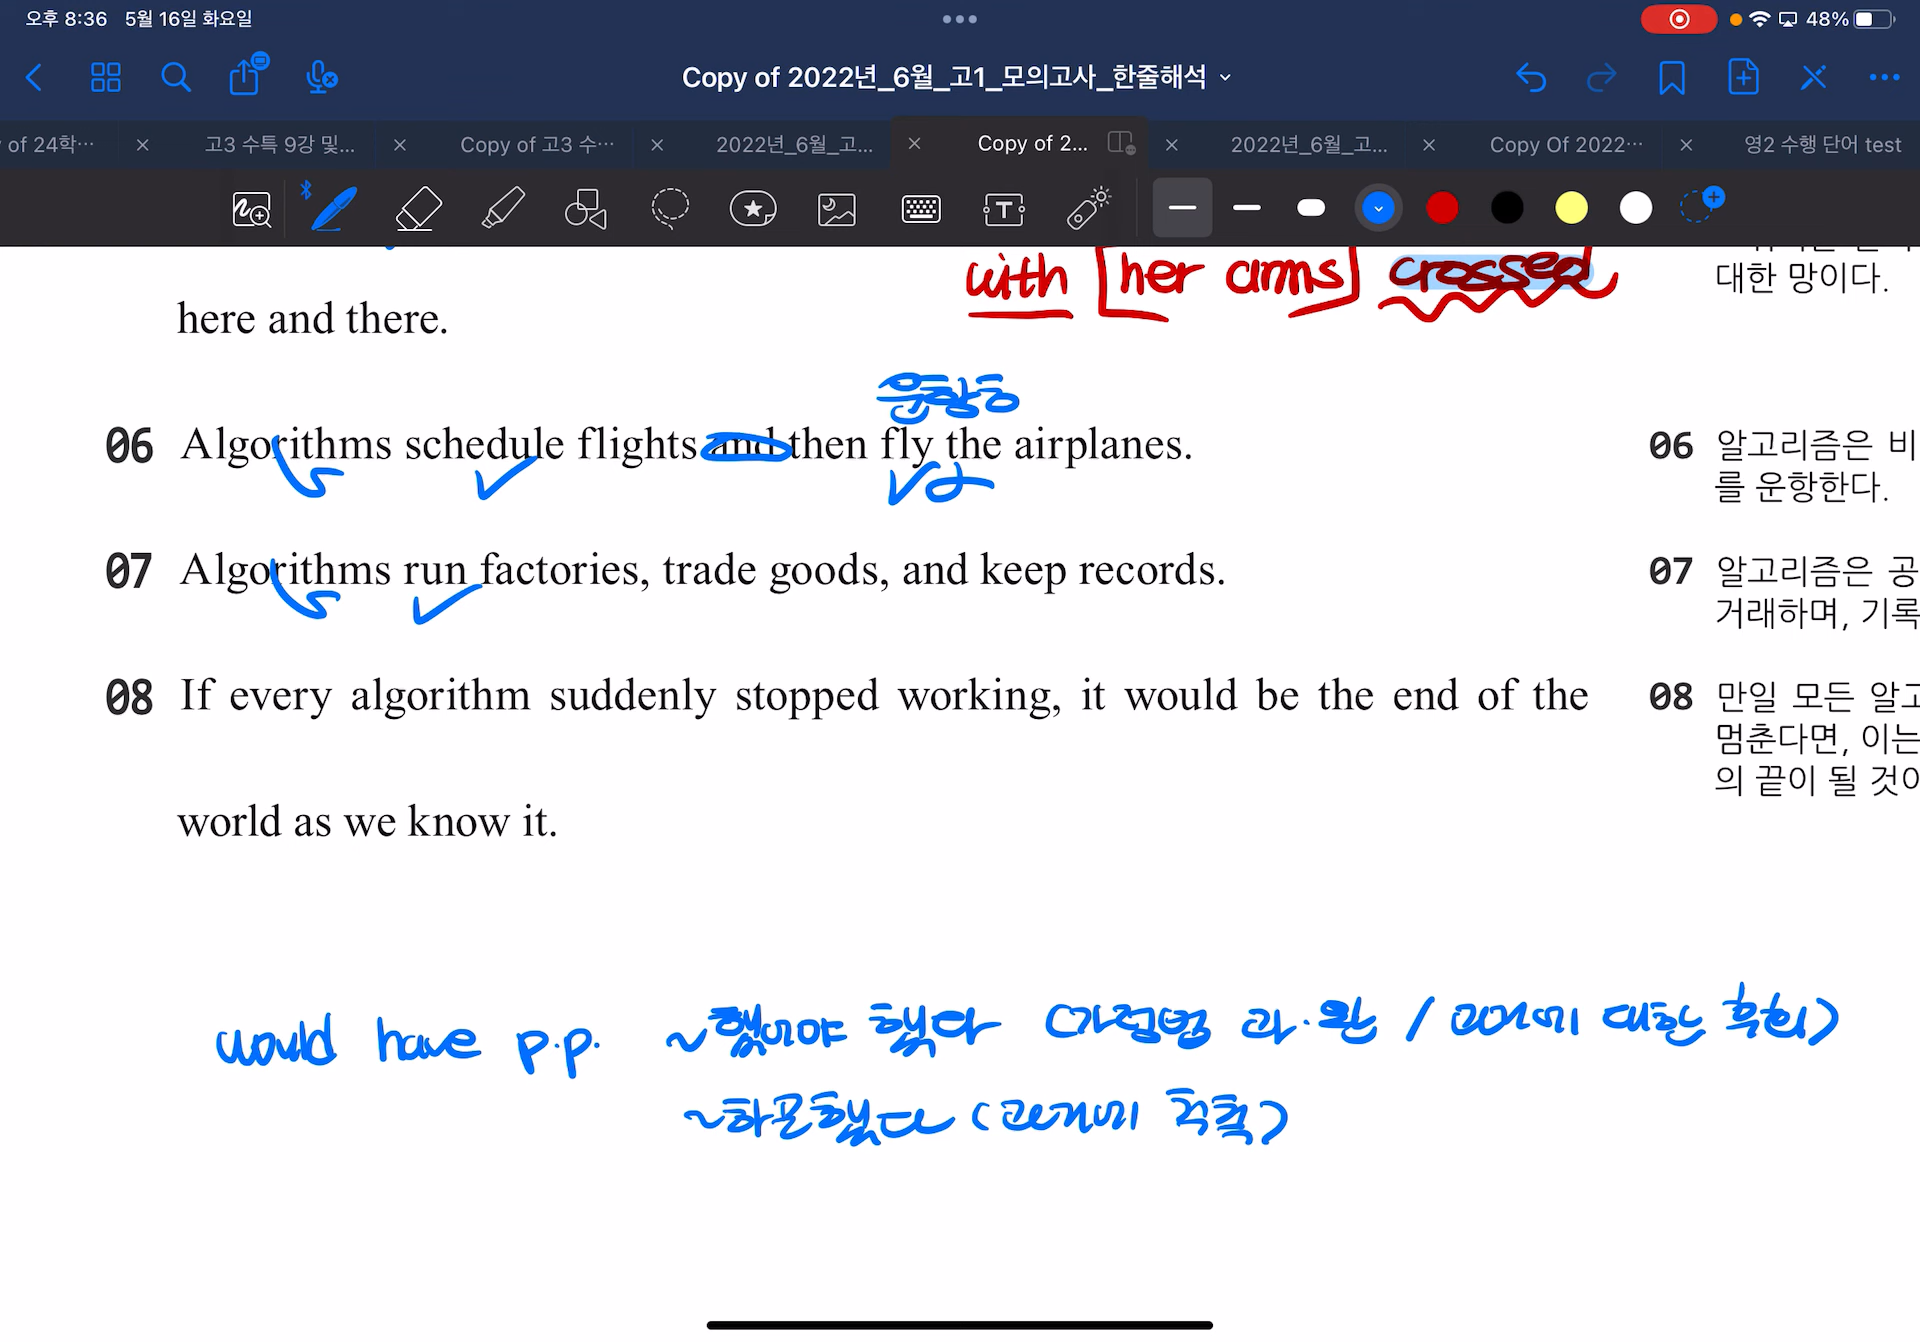 오후 8:36 5월 16일 화요일
48%
Copy of 2022년_6월_고1_모의고사_한줄해석
of 24학···
고3 수특 9강 및...
Copy of 고3 수···
2022년_6월_고...
Copy of 2...
2022년_6월_고...
Copy Of 2022···
영2 수행 단어 test
with [her arms] crossed
대한 망이다.
here and there.
운항하
06 Algorithms schedule flights and then fly the airplanes.
s
v
06 알고리즘은 비
를 운항한다.
07 Algorithms run factories, trade goods, and keep records.
s
07 알고리즘은 공
거래하며, 기록
08 If every algorithm suddenly stopped working, it would be the end of the
world as we know it.
08 만일 모든 알고
멈춘다면, 이는
의 끝이 될 것이
would have p.p. ~했어야 했다 (가정법 과·완 / 과거에 대한 후회)
~하곤했다 (과거에 추측)